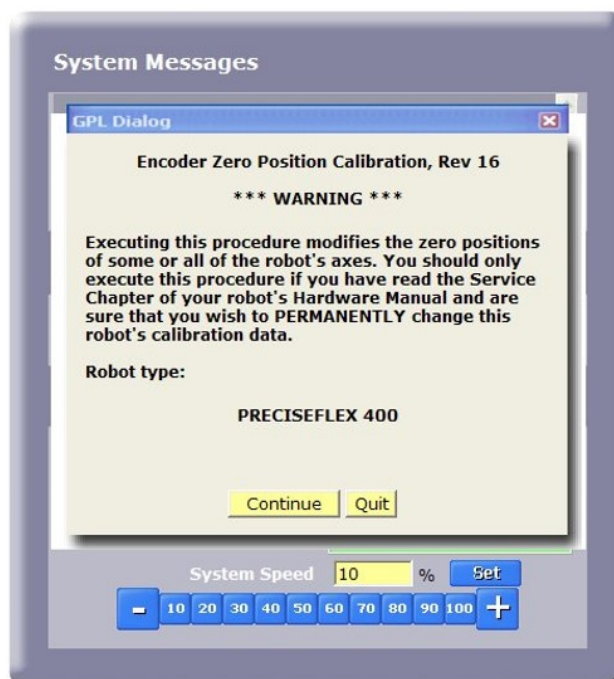 System Messages
GPL Dialog
Encoder Zero Position Calibration, Rev 16
*** WARNING ***
Executing this procedure modifies the zero positions
of some or all of the robot's axes. You should only
execute this procedure if you have read the Service
Chapter of your robot's Hardware Manual and are
sure that you wish to PERMANENTLY change this
robot's calibration data.
Robot type:
PRECISEFLEX 400
Continue Quit
System Speed 10 % Set
- 10 20 30 40 50 60 70 80 90 100 +